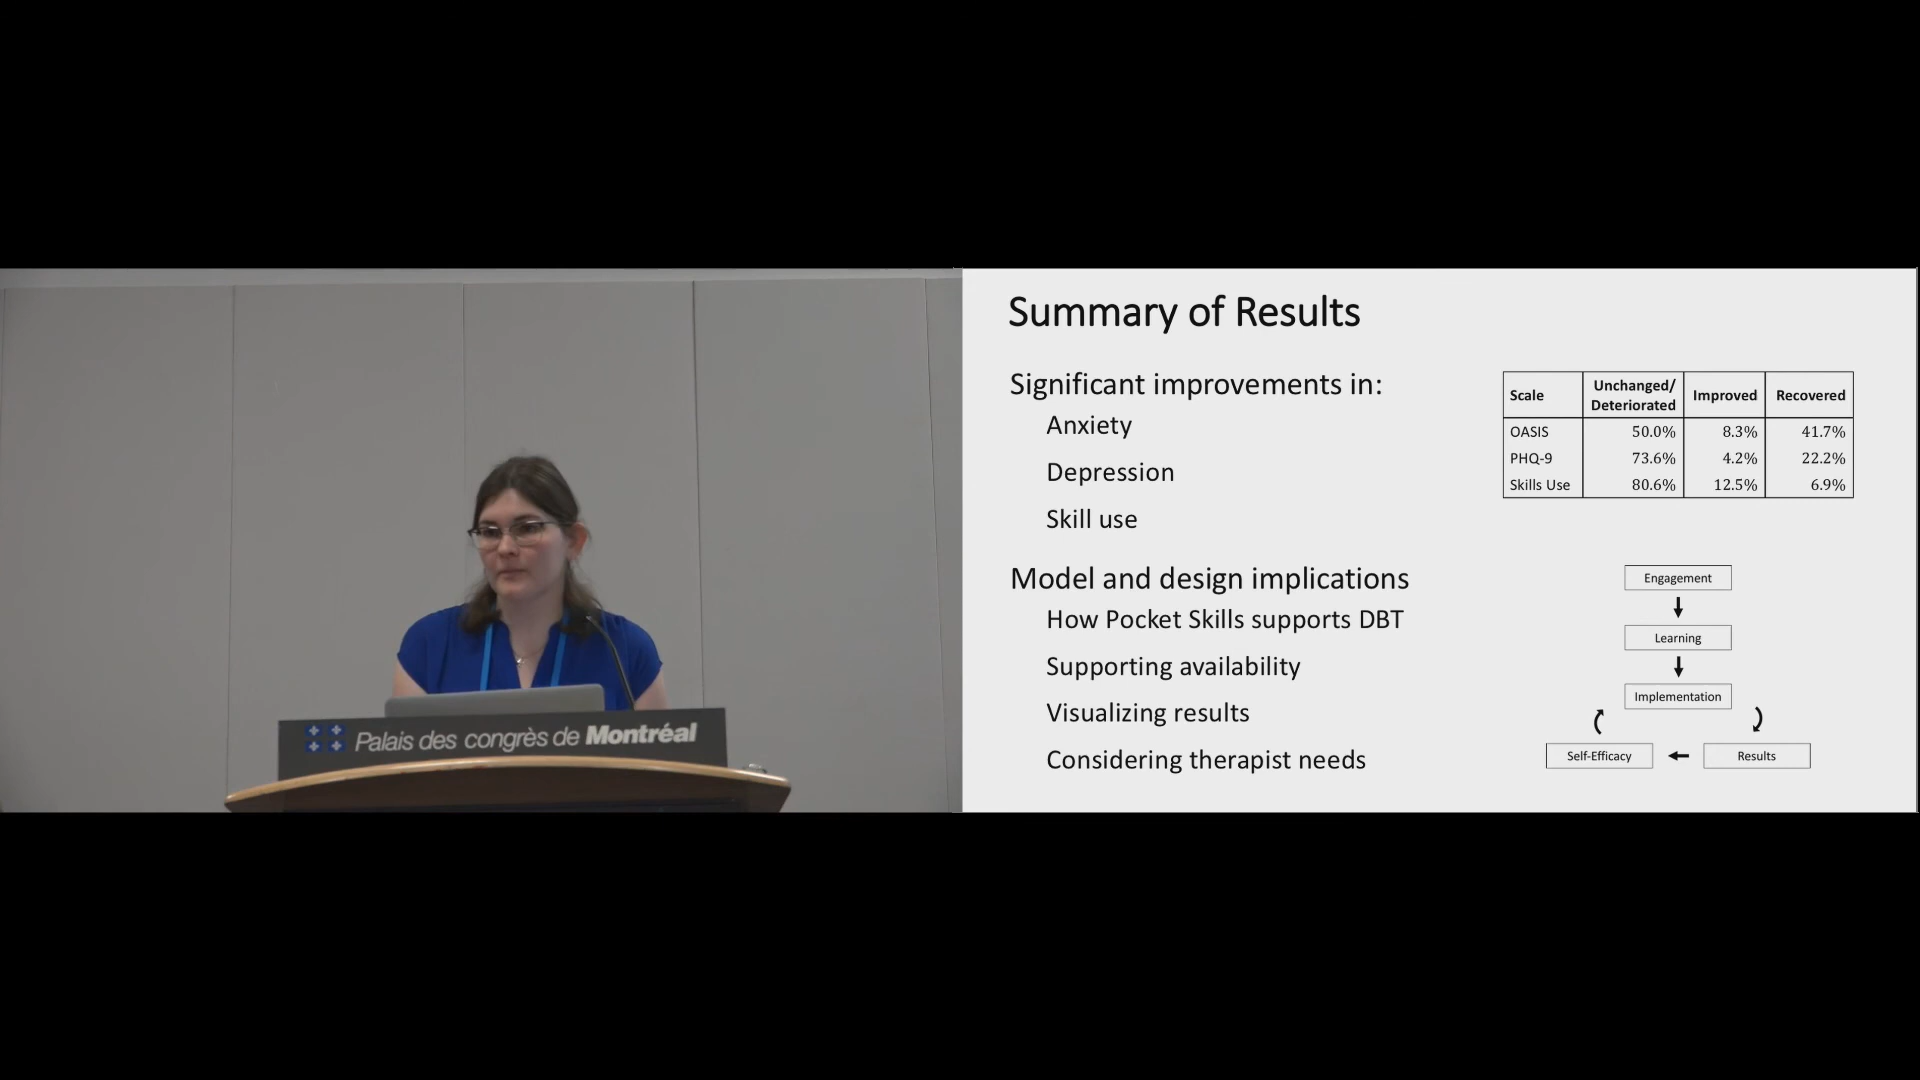 Palais des congrès de Montréal
Summary of Results
Significant improvements in:
Anxiety
Depression
Skill use
Model and design implications
How Pocket Skills supports DBT
Supporting availability
Visualizing results
Considering therapist needs
Scale Unchanged/ Deteriorated Improved Recovered
OASIS 50.0% 8.3% 41.7%
PHQ-9 73.6% 4.2% 22.2%
Skills Use 80.6% 12.5% 6.9%
Engagement
Learning
Implementation
Self-Efficacy
Results